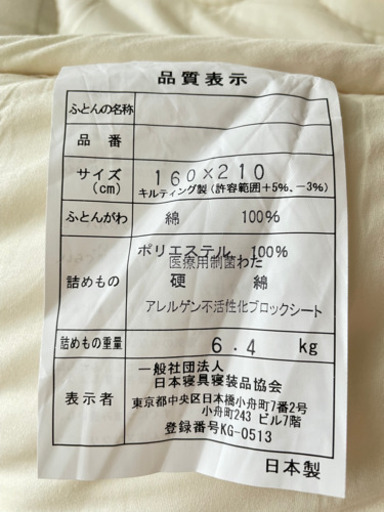 品質表示
ふとんの名称
品番
サイズ
(cm)
160×210
キルティング製(許容範囲+5%、-3%)
ふとんがわ
綿 100%
詰めもの
ポリエステル 100%
医療用制菌わた
硬 綿
アレルゲン不活性化ブロックシート
詰めもの重量
6.4 kg
表示者
一般社団法人
日本寝具寝装品協会
東京都中央区日本橋小舟町7番2号
小舟町243 ビル7階
登録番号KG-0513
日本製